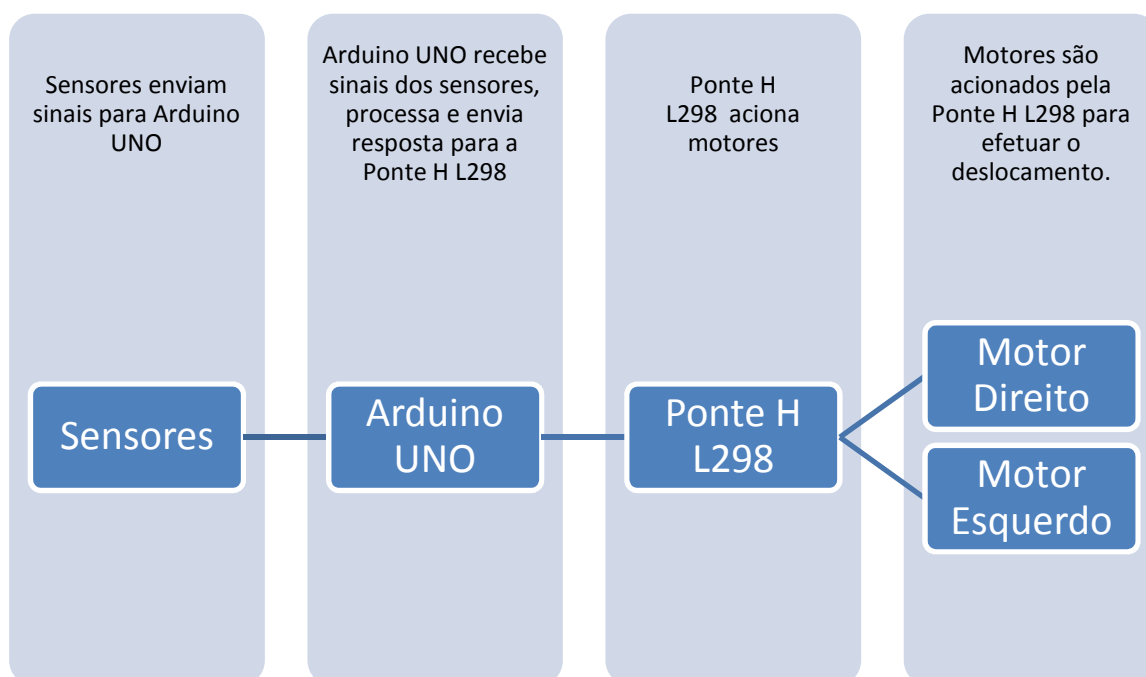 Sensores enviam
sinais para Arduino
UNO
Arduino UNO recebe
sinais dos sensores,
processa e envia
resposta para a
Ponte H L298
Ponte H
L298 aciona
motores
Motores são
acionados pela
Ponte H L298 para
efetuar o
deslocamento.
Sensores
Arduino
UNO
Ponte H
L298
Motor
Direito
Motor
Esquerdo